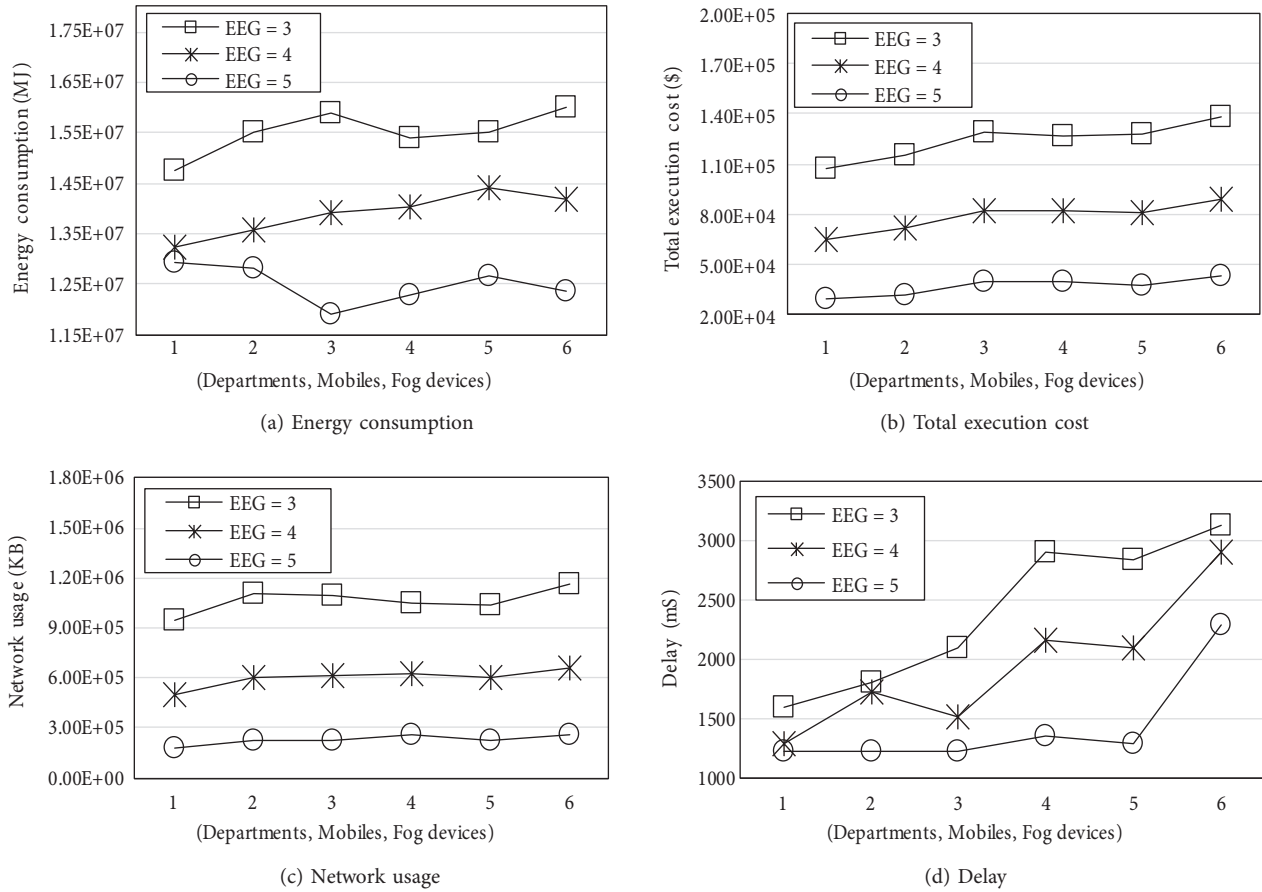 1.75E+07
1.65E+07
1.55E+07
1.45E+07
1.35E+07
1.25E+07
1.15E+07
Energy consumption (MJ)
EEG = 3
EEG = 4
EEG = 5
1 2 3 4 5 6
(Departments, Mobiles, Fog devices)
(a) Energy consumption
2.00E+05
1.70E+05
1.40E+05
1.10E+05
8.00E+04
5.00E+04
2.00E+04
Total execution cost ($)
EEG = 3
EEG = 4
EEG = 5
1 2 3 4 5 6
(Departments, Mobiles, Fog devices)
(b) Total execution cost
1.80E+06
1.50E+06
1.20E+06
9.00E+05
6.00E+05
3.00E+05
0.00E+00
Network usage (KB)
EEG = 3
EEG = 4
EEG = 5
1 2 3 4 5 6
(Departments, Mobiles, Fog devices)
(c) Network usage
3500
3000
2500
2000
1500
1000
Delay (mS)
EEG = 3
EEG = 4
EEG = 5
1 2 3 4 5 6
(Departments, Mobiles, Fog devices)
(d) Delay